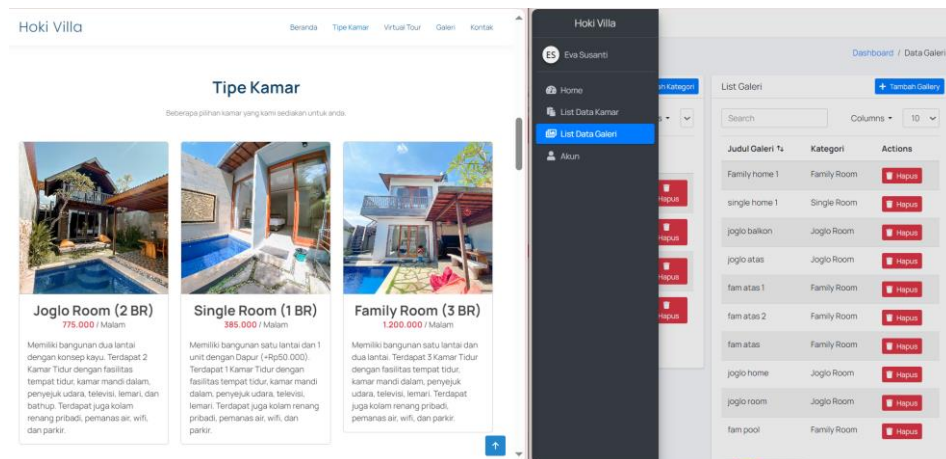 Hoki Villa
Beranda Tipe Kamar Virtual Tour Galeri Kontak
Tipe Kamar
Beberapa pilihan kamar yang kami sediakan untuk anda.
Joglo Room (2 BR)
775.000 / Malam
Memiliki bangunan dua lantai
dengan konsep kayu. Terdapat 2
Kamar Tidur dengan fasilitas
tempat tidur, kamar mandi dalam,
penyejuk udara, televisi, lemari, dan
bathup. Terdapat juga kolam
renang pribadi, pemanas air, wifi,
dan parkir.
Single Room (1 BR)
385.000 / Malam
Memiliki bangunan satu lantai dan 1
unit dengan Dapur (+Rp50.000).
Terdapat 1 Kamar Tidur dengan
fasilitas tempat tidur, kamar mandi
dalam, penyejuk udara, televisi,
lemari. Terdapat juga kolam renang
pribadi, pemanas air, wifi, dan
parkir.
Family Room (3 BR)
1.200.000 / Malam
Memiliki bangunan satu lantai dan
dua lantai. Terdapat 3 Kamar Tidur
dengan fasilitas tempat tidur,
kamar mandi dalam, penyejuk
udara, televisi, lemari. Terdapat
juga kolam renang pribadi,
pemanas air, wifi, dan parkir.
Hoki Villa
ES Eva Susanti
Home
List Data Kamar
List Data Galeri
Akun
Dashboard / Data Galeri
ah Kategori
s
Hapus
Hapus
Hapus
Hapus
List Galeri + Tambah Gallery
Search Columns 10
Judul Galeri Kategori Actions
Family home 1 Family Room Hapus
single home 1 Single Room Hapus
joglo balkon Joglo Room Hapus
joglo atas Joglo Room Hapus
fam atas 1 Family Room Hapus
fam atas 2 Family Room Hapus
fam atas Family Room Hapus
joglo home Joglo Room Hapus
joglo room Joglo Room Hapus
fam pool Family Room Hapus